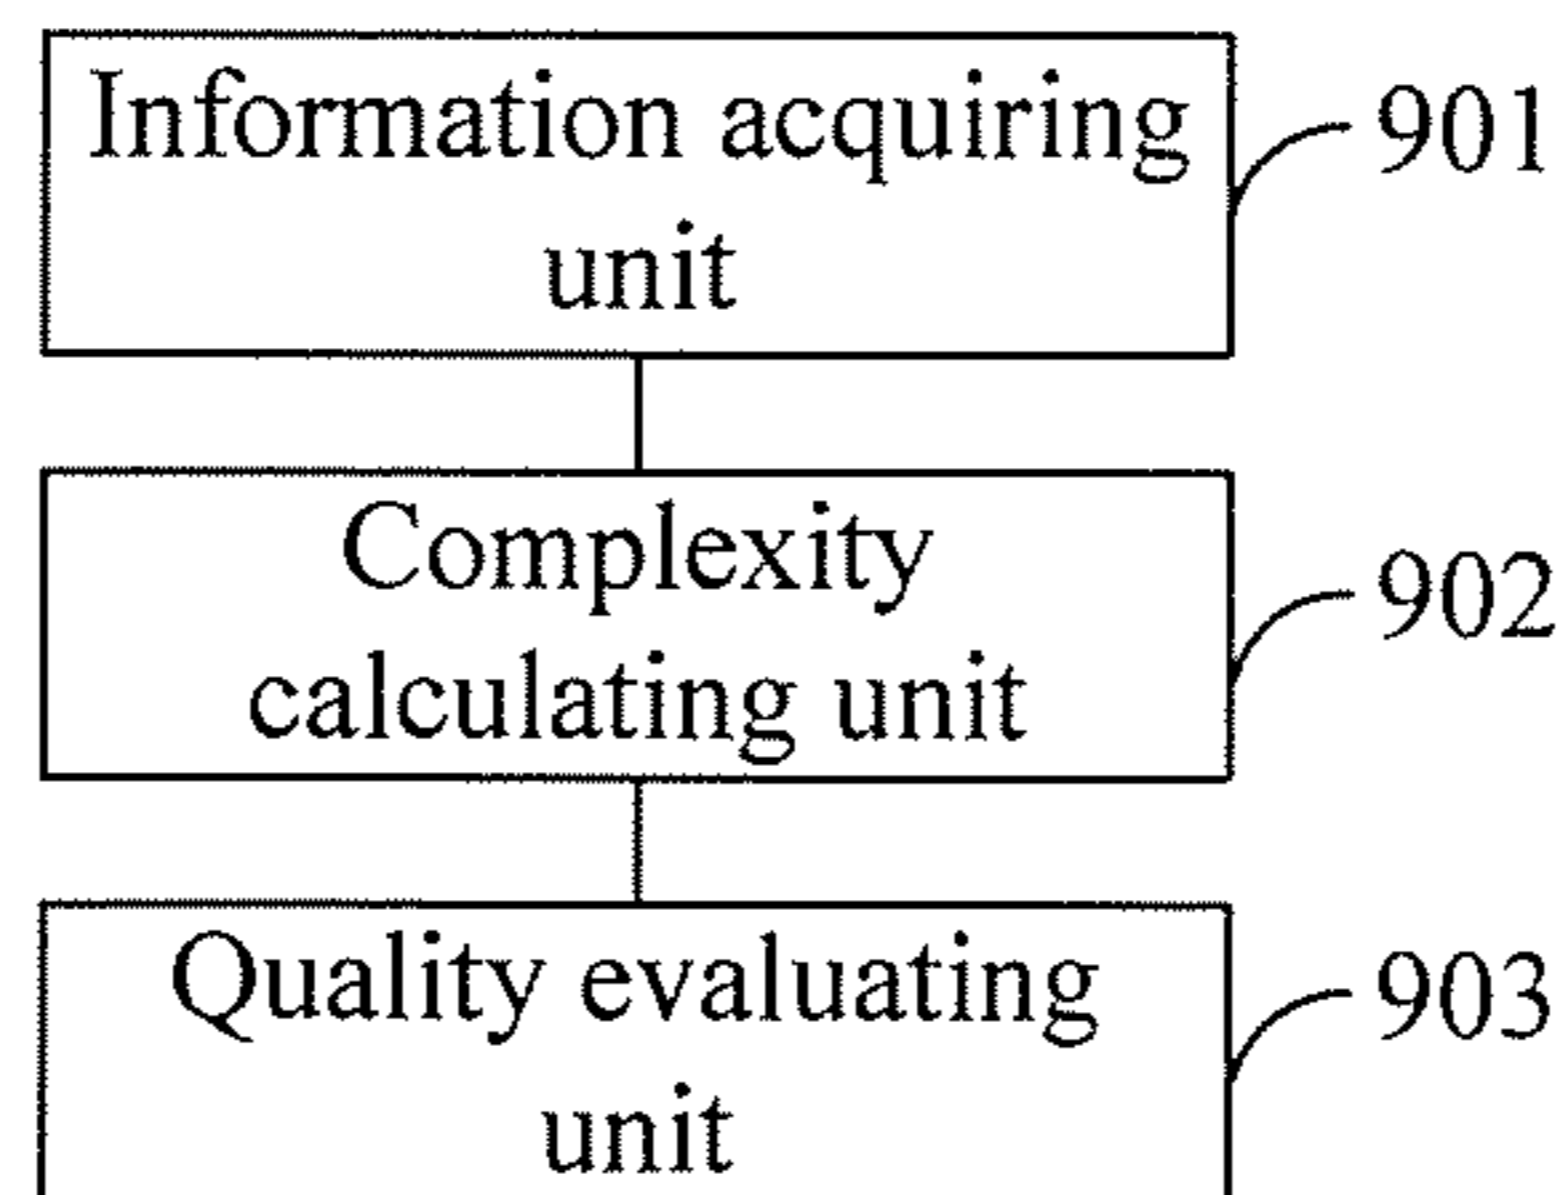 Information acquiring
unit
901
Complexity
calculating unit
902
Quality evaluating
unit
903